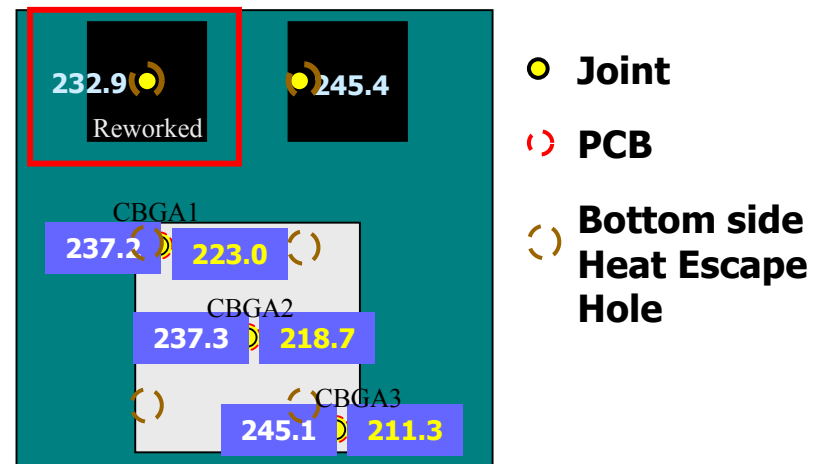 232.9
245.4
Reworked
Joint
PCB
Bottom side
Heat Escape
Hole
CBGA1
237.2
223.0
CBGA2
237.3
218.7
CBGA3
245.1
211.3